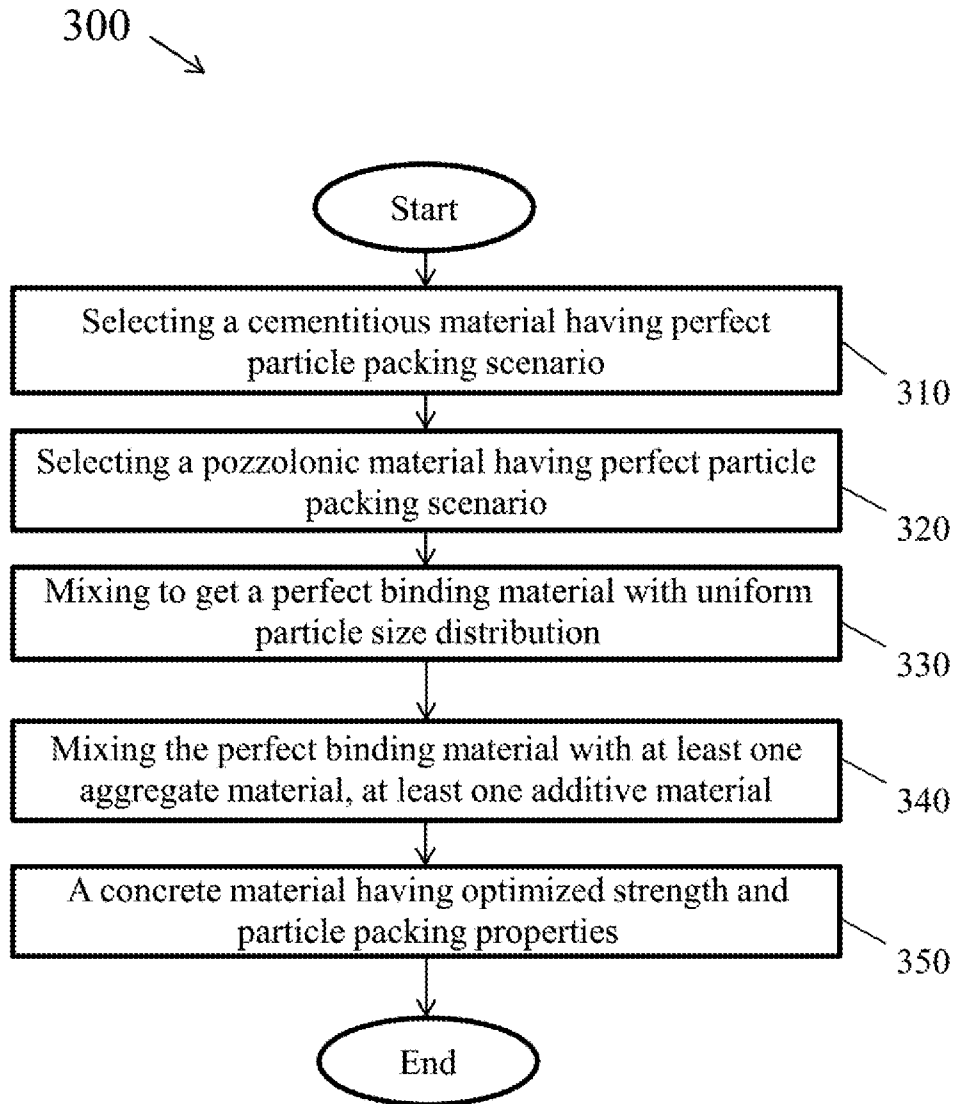 300
Start
Selecting a cementitious material having perfect
particle packing scenario
310
Selecting a pozzolonic material having perfect particle
packing scenario
320
Mixing to get a perfect binding material with uniform
particle size distribution
330
Mixing the perfect binding material with at least one
aggregate material, at least one additive material
340
A concrete material having optimized strength and
particle packing properties
350
End